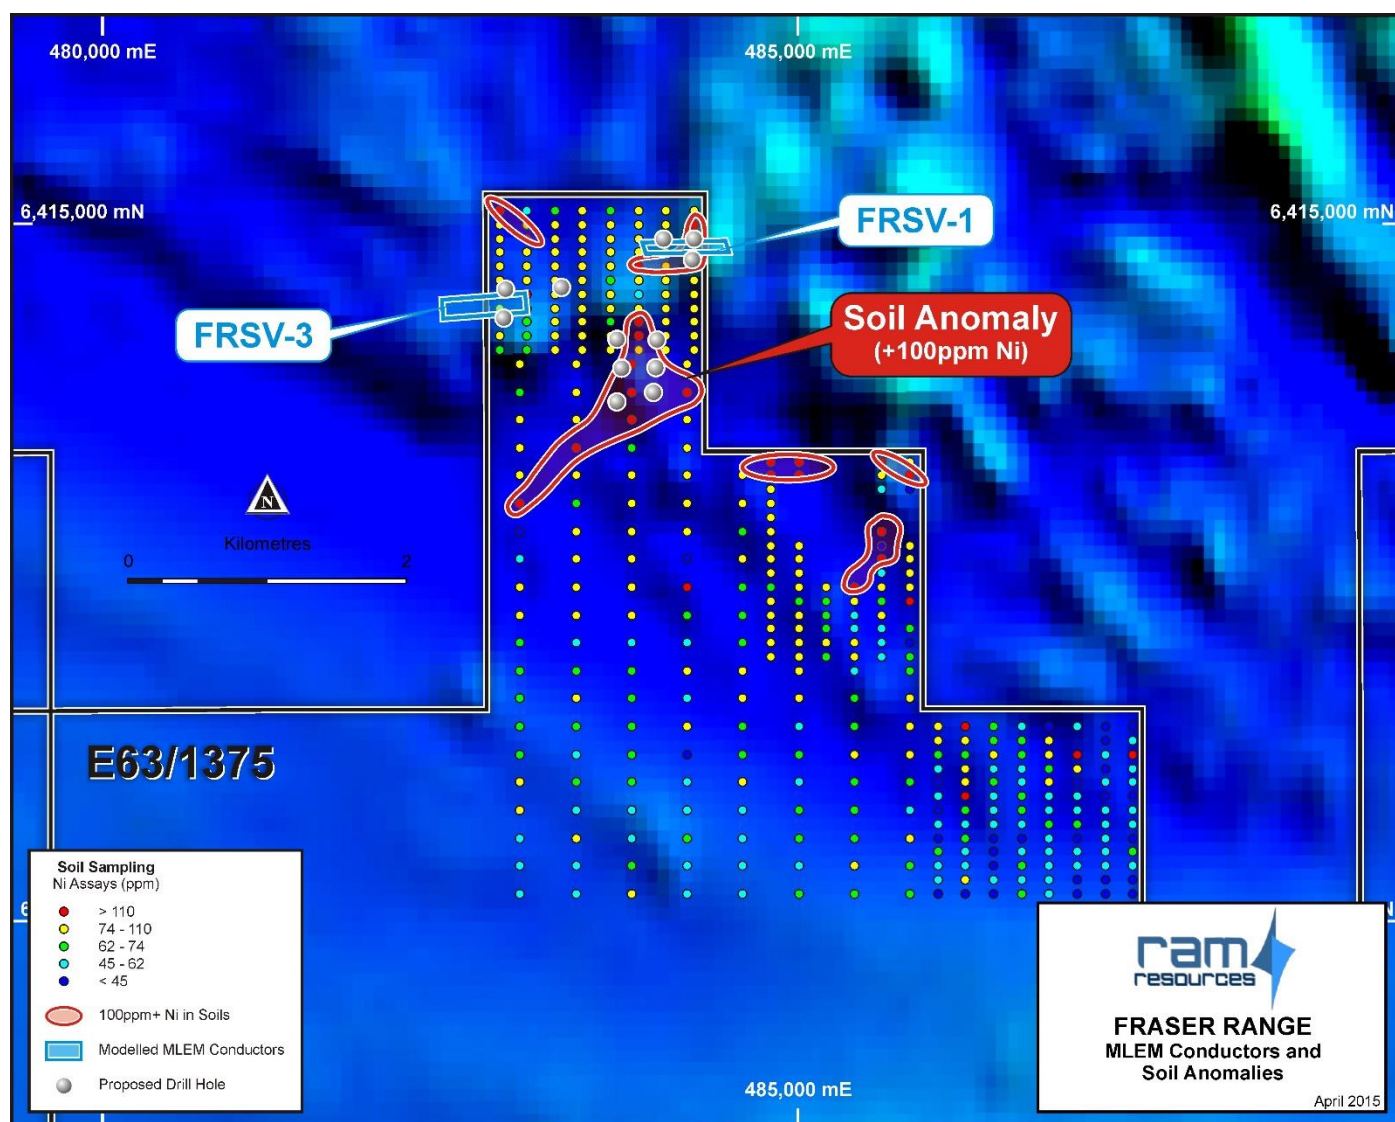 480,000 mE
485,000 mE
6,415,000 mN
6,415,000 mN
FRSV-1
FRSV-3
Soil Anomaly
(+100ppm Ni)
N
Kilometres
0 2
E63/1375
Soil Sampling
Ni Assays (ppm)
> 110
74 - 110
62 - 74
45 - 62
< 45
100ppm+ Ni in Soils
Modelled MLEM Conductors
Proposed Drill Hole
6
N
ram
resources
FRASER RANGE
MLEM Conductors and
Soil Anomalies
April 2015
485,000 mE